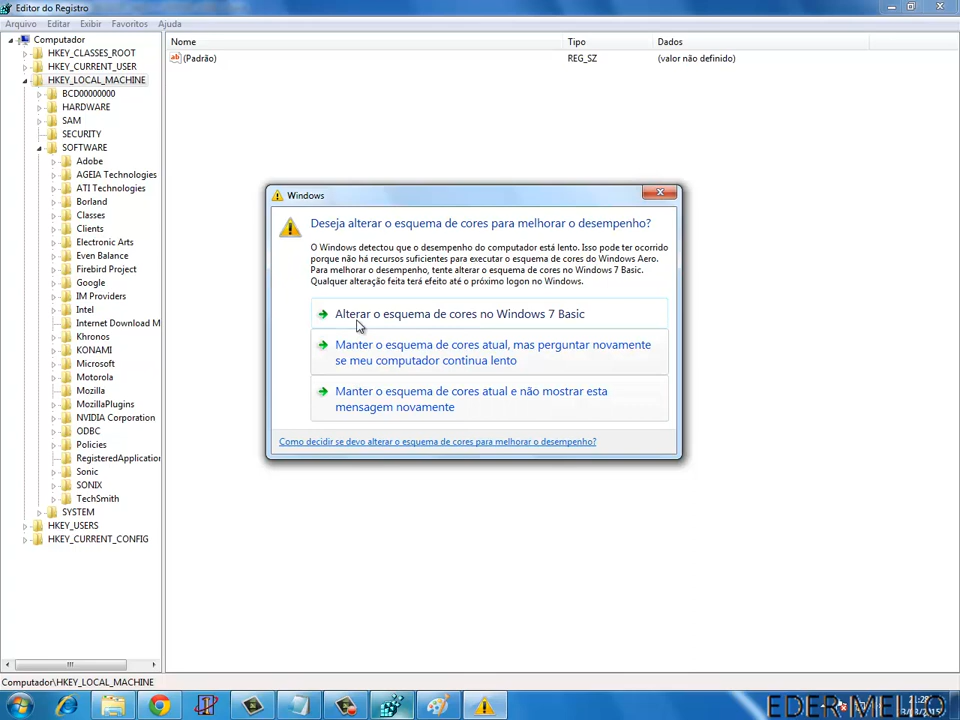 Editor do Registro
Arquivo Editar Exibir Favoritos Ajuda
Computador
HKEY_CLASSES_ROOT
HKEY_CURRENT_USER
HKEY_LOCAL_MACHINE
BCD00000000
HARDWARE
SAM
SECURITY
SOFTWARE
Adobe
AGEIA Technologies
ATI Technologies
Borland
Classes
Clients
Electronic Arts
Even Balance
Firebird Project
Google
IM Providers
Intel
Internet Download M
Khronos
KONAMI
Microsoft
Motorola
Mozilla
MozillaPlugins
NVIDIA Corporation
ODBC
Policies
RegisteredApplication
Sonic
SONIX
TechSmith
SYSTEM
HKEY_USERS
HKEY_CURRENT_CONFIG
Nome Tipo Dados
ab (Padrão) REG_SZ (valor não definido)
Windows
Deseja alterar o esquema de cores para melhorar o desempenho?
O Windows detectou que o desempenho do computador está lento. Isso pode ter ocorrido
porque não há recursos suficientes para executar o esquema de cores do Windows Aero.
Para melhorar o desempenho, tente alterar o esquema de cores no Windows 7 Basic.
Qualquer alteração feita terá efeito até o próximo logon no Windows.
Alterar o esquema de cores no Windows 7 Basic
Manter o esquema de cores atual, mas perguntar novamente
se meu computador continua lento
Manter o esquema de cores atual e não mostrar esta
mensagem novamente
Como decidir se devo alterar o esquema de cores para melhorar o desempenho?
Computador\HKEY_LOCAL_MACHINE
EDER MELHO